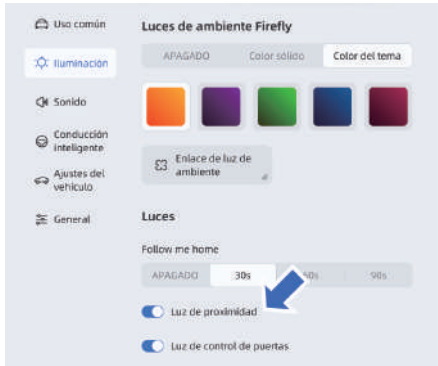 Uso común
Luces de ambiente Firefly
APAGADO
Color sólido
Color del tema
Iluminación
Sonido
Conducción
inteligente
Enlace de luz de
ambiente
Ajustes del
vehículo
General
Luces
Follow me home
APAGADO
30s
60s
90s
Luz de proximidad
Luz de control de puertas